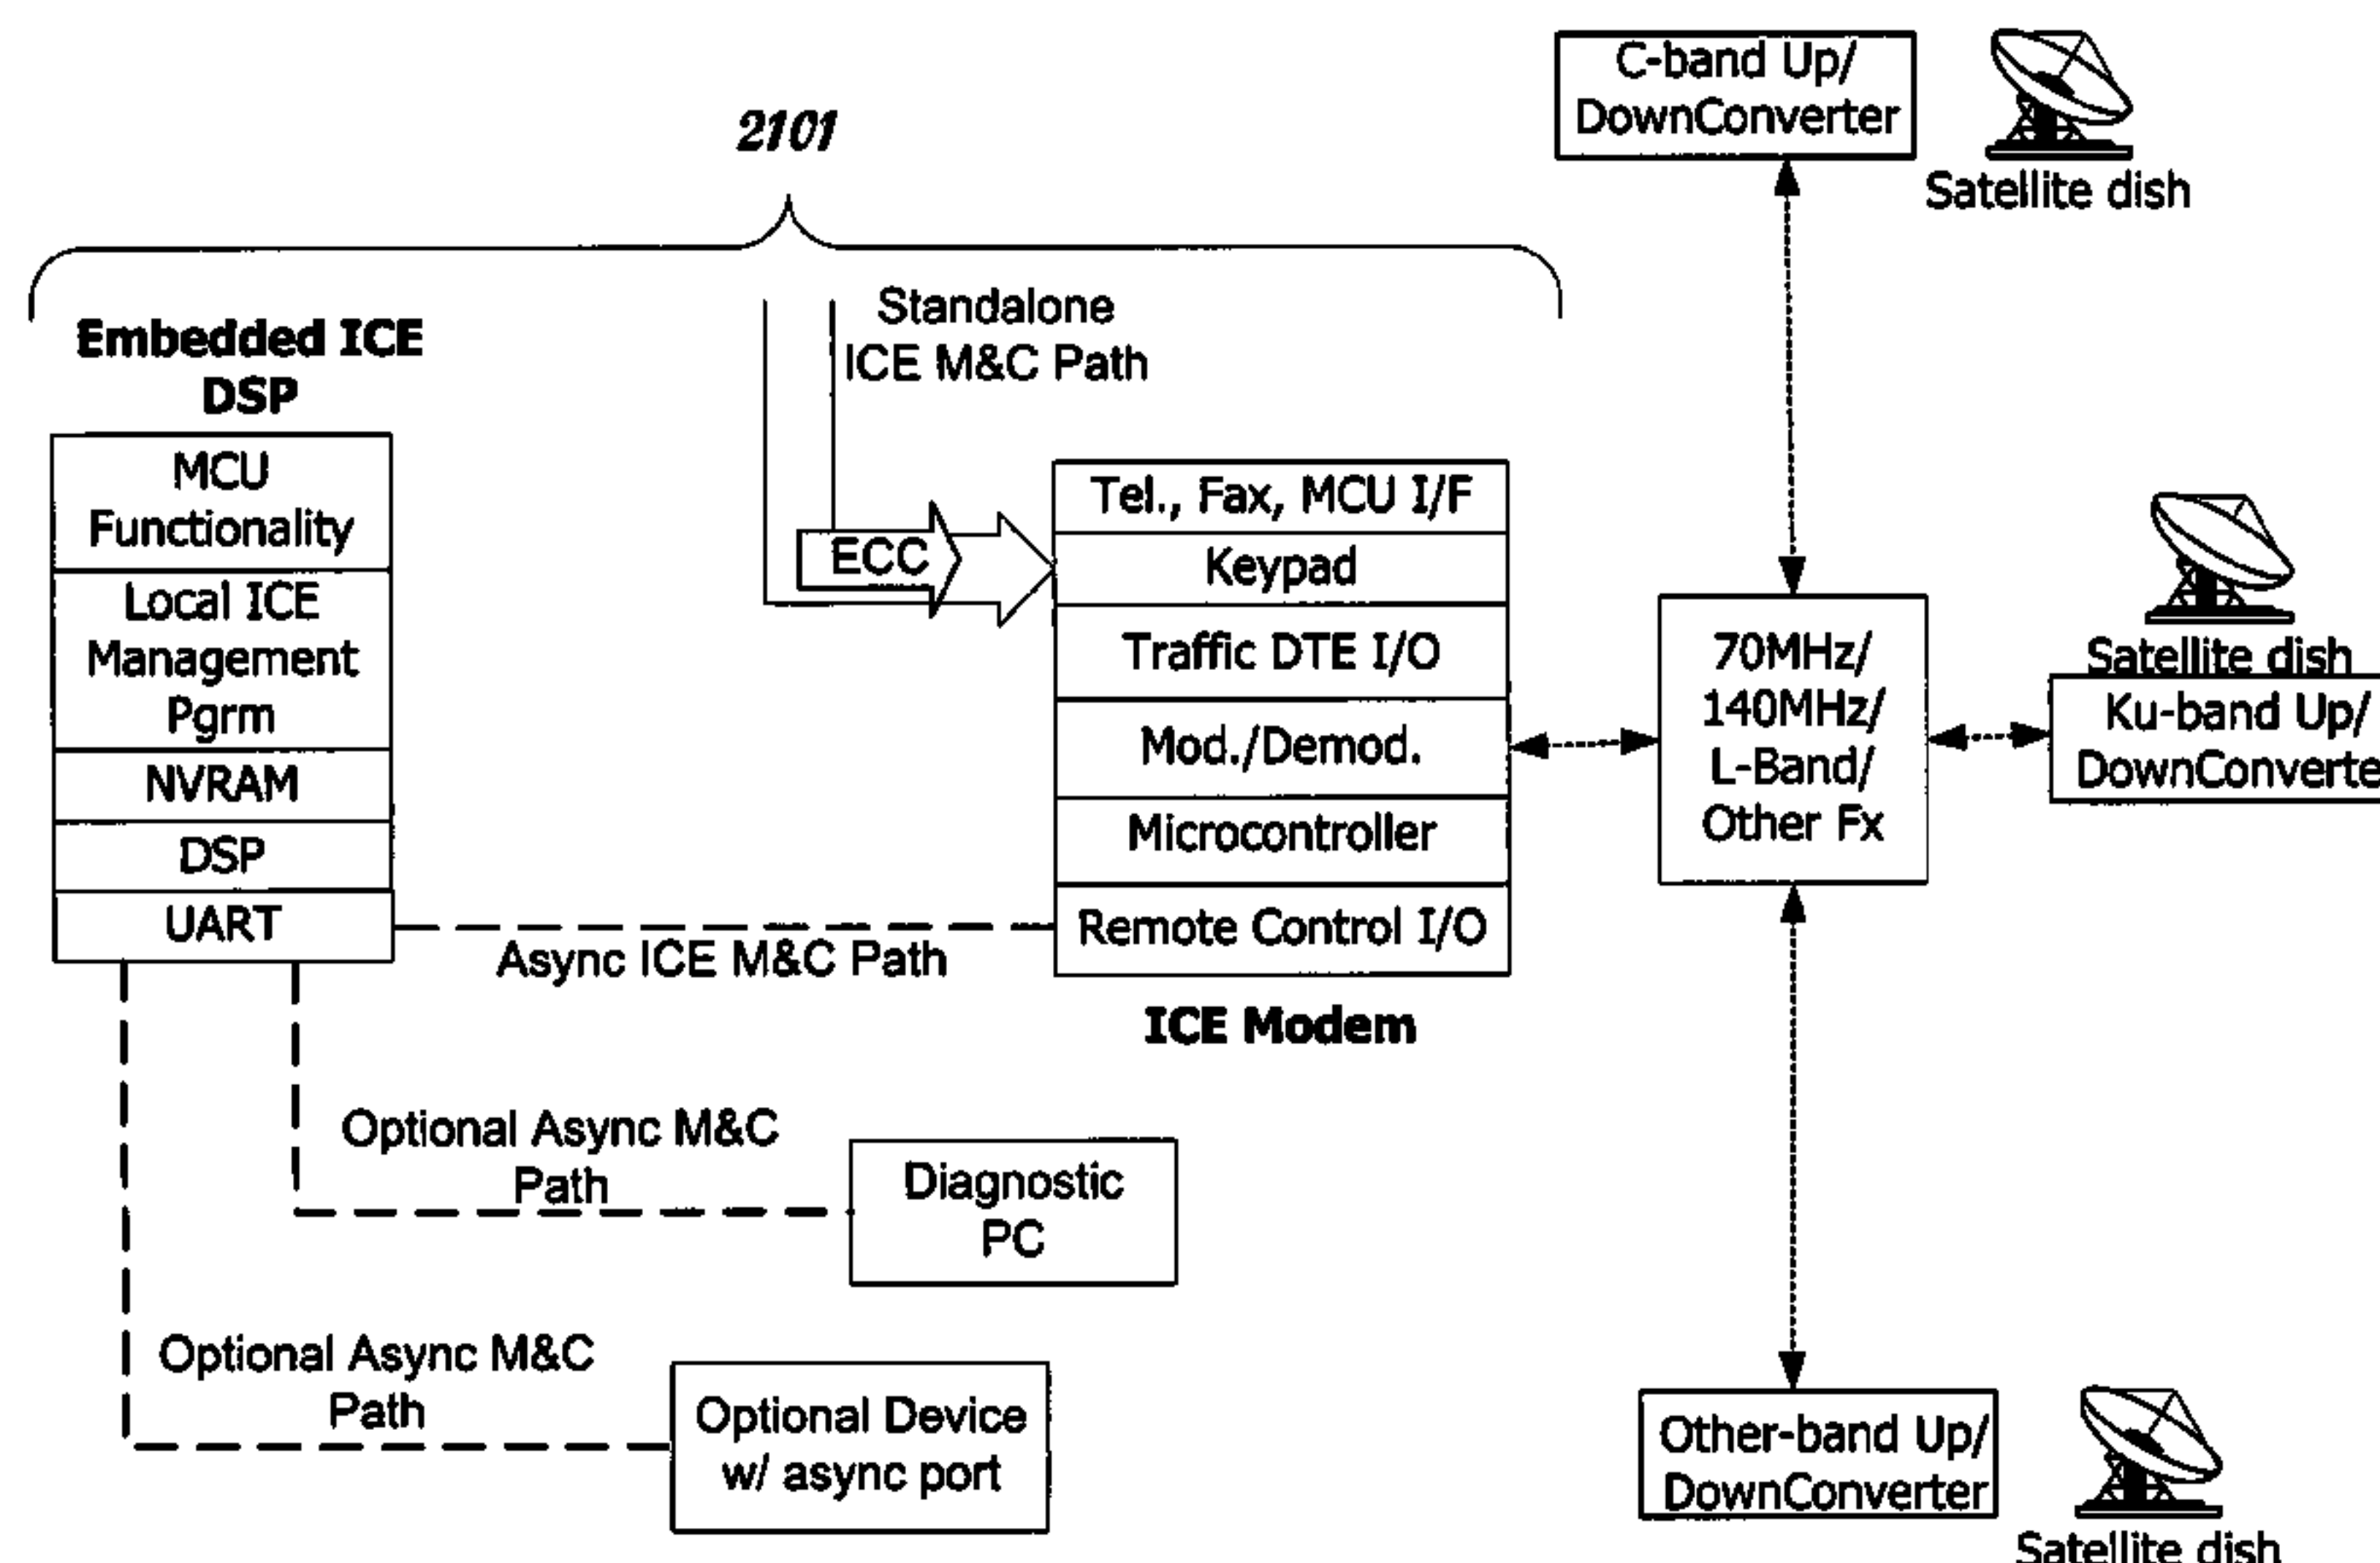 C-band Up/
DownConverter
Satellite dish
2101
Standalone
ICE M&C Path
Embedded ICE
DSP
MCU
Functionality
Local ICE
Management
Pgrm
NVRAM
DSP
UART
ECC
Tel., Fax, MCU I/F
Keypad
Traffic DTE I/O
Mod./Demod.
Microcontroller
Remote Control I/O
ICE Modem
Async ICE M&C Path
70MHz/
140MHz/
L-Band/
Other Fx
Satellite dish
Ku-band Up/
DownConverte
Optional Async M&C
Path
Diagnostic
PC
Optional Async M&C
Path
Optional Device
w/ async port
Other-band Up/
DownConverter
Satellite dish